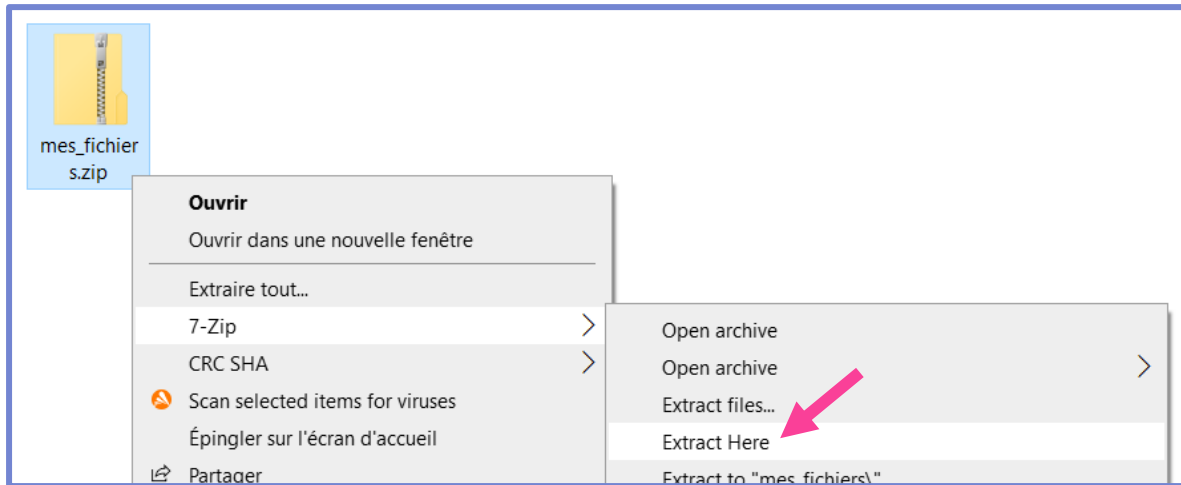 mes_fichier
s.zip
Ouvrir
Ouvrir dans une nouvelle fenêtre
Extraire tout...
7-Zip
CRC SHA
Scan selected items for viruses
Épingler sur l'écran d'accueil
Partager
Open archive
Open archive
Extract files...
Extract Here
Extract to "mes_fichiers\"